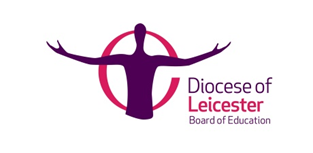 Diocese of
Leicester
Board of Education